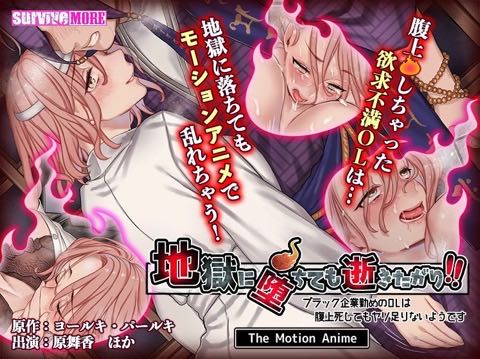 survive MORE
腹上●しちゃった
欲求不満OLは…
地獄に落ちても
モーションアニメで
乱れちゃう！
地獄に堕ちても逝きたがり!!
ブラック企業勤めのOLは
腹上死してもヤリ足りないようです
The Motion Anime
原作：ヨールキ・パールキ
出演：原舞香 ほか